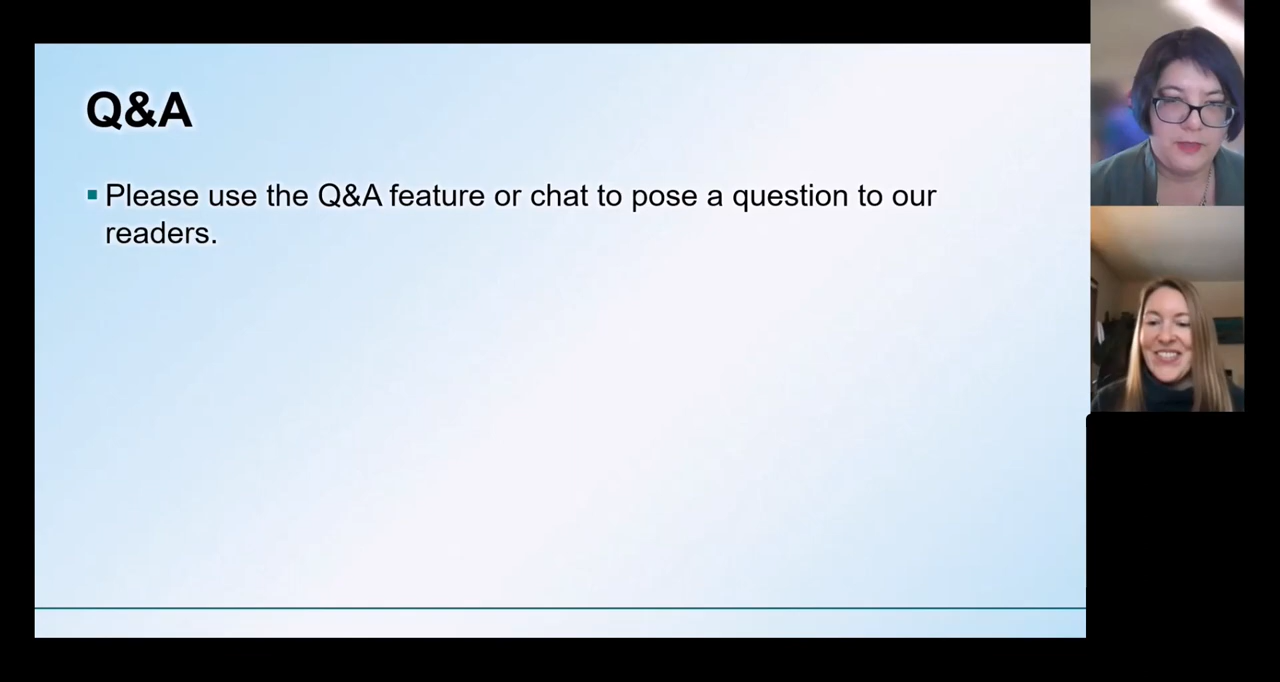 Q&A
Please use the Q&A feature or chat to pose a question to our
readers.